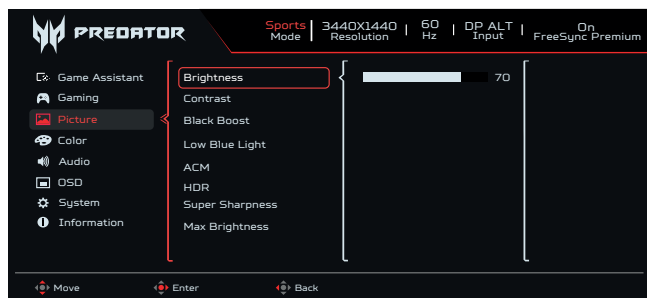 PREDATOR
Sports Mode
3440X1440 Resolution
60 Hz
DP ALT Input
On FreeSync Premium
Game Assistant
Gaming
Picture
Color
Audio
OSD
System
Information
Brightness
Contrast
Black Boost
Low Blue Light
ACM
HDR
Super Sharpness
Max Brightness
70
Move
Enter
Back